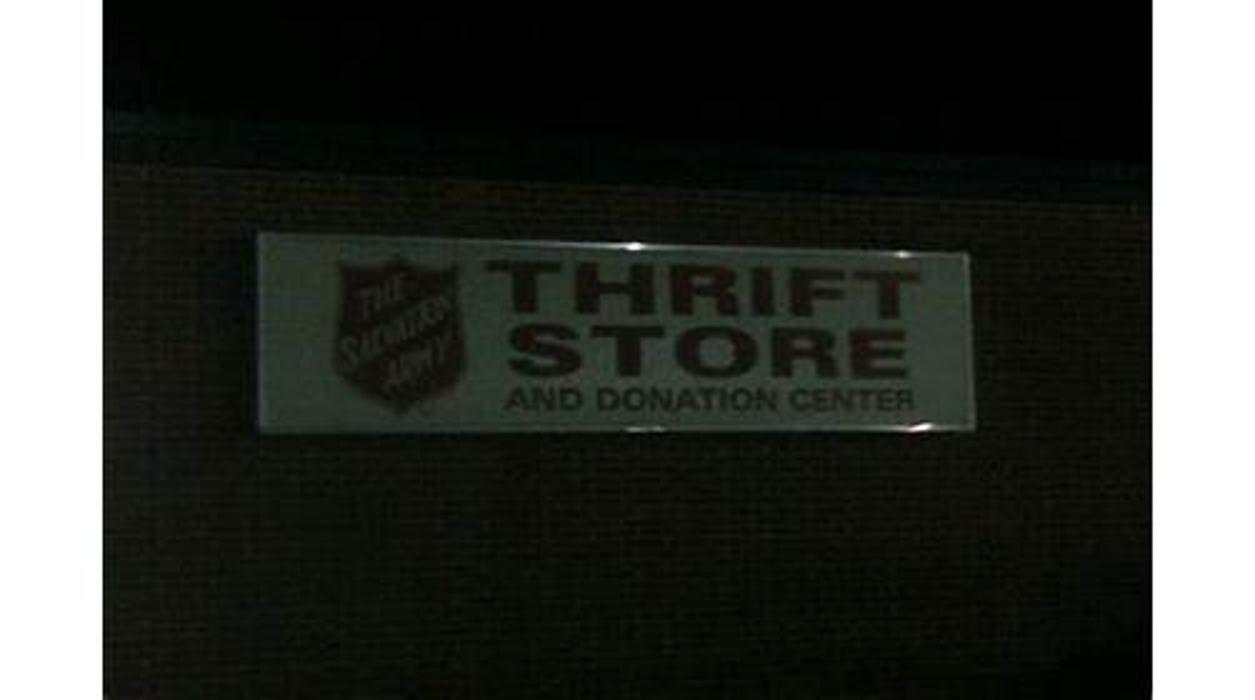 THE
SALVATION
ARMY
THRIFT
STORE
AND DONATION CENTER